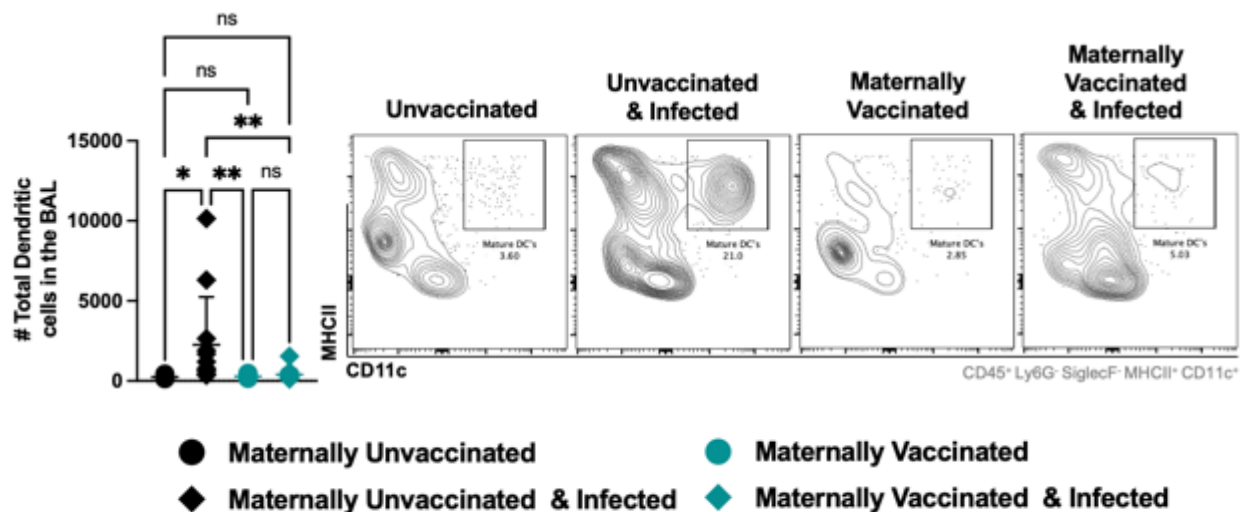 ns
ns
**
* ** ns
# Total Dendritic
cells in the BAL
15000
10000
5000
0
Unvaccinated
Unvaccinated
& Infected
Maternally
Vaccinated
Maternally
Vaccinated
& Infected
Mature DC's
3.60
Mature DC's
21.0
Mature DC's
2.85
Mature DC's
5.03
MHCII
CD11c
CD45⁺ Ly6G⁻ SiglecF⁻ MHCII⁺ CD11c⁺
Maternally Unvaccinated
Maternally Vaccinated
Maternally Unvaccinated & Infected
Maternally Vaccinated & Infected